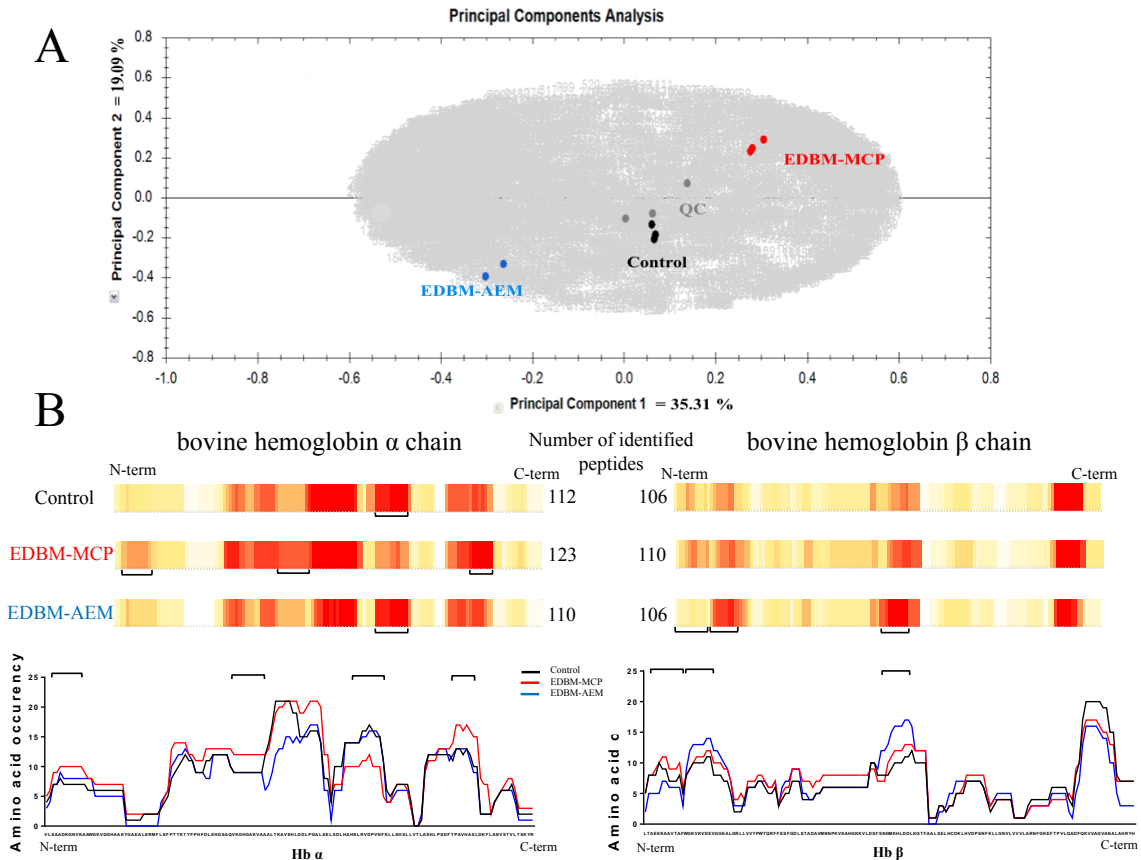 A
Principal Components Analysis
Principal Component 2 = 19.09 %
0.8
0.6
0.4
0.2
0.0
-0.2
-0.4
-0.6
-0.8
EDBM-MCP
QC
Control
EDBM-AEM
-1.0 -0.8 -0.6 -0.4 -0.2 0.0 0.2 0.4 0.6 0.8
Principal Component 1 = 35.31 %
B
bovine hemoglobin α chain
Number of identified
peptides
bovine hemoglobin β chain
N-term
C-term
N-term
C-term
Control 112 106
EDBM-MCP 123 110
EDBM-AEM 110 106
Amino acid occurency
25
20
15
10
5
0
Control
EDBM-MCP
EDBM-AEM
N-term
C-term
Hb α
Amino acid c
25
20
15
10
5
0
N-term
C-term
Hb β